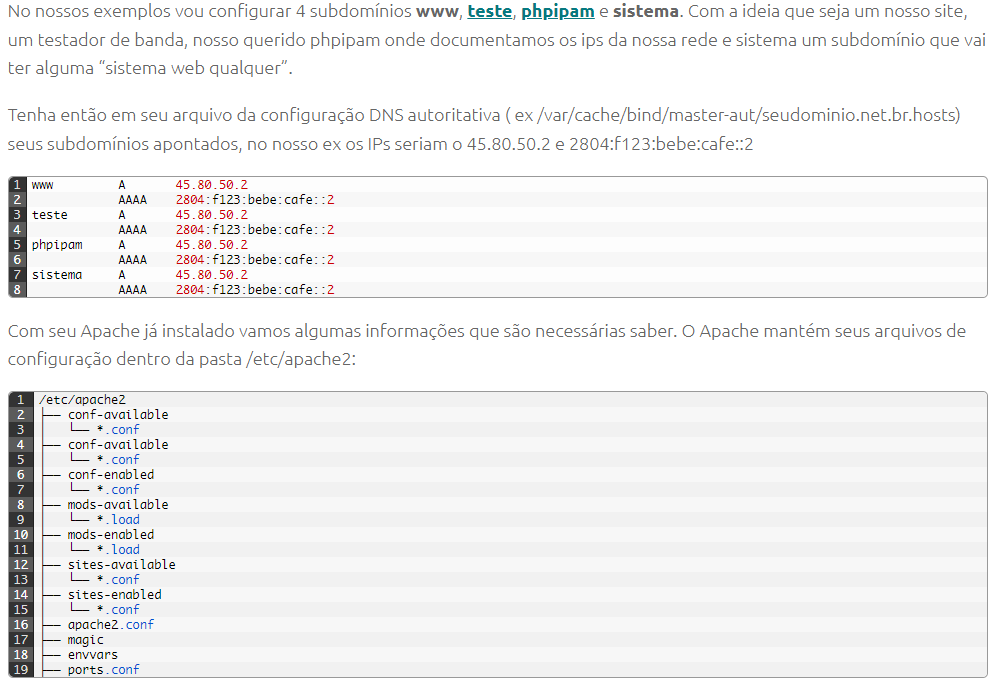 No nossos exemplos vou configurar 4 subdomínios www, teste, phpipam e sistema. Com a ideia que seja um nosso site,
um testador de banda, nosso querido phpipam onde documentamos os ips da nossa rede e sistema um subdomínio que vai
ter alguma “sistema web qualquer”.
Tenha então em seu arquivo da configuração DNS autoritativa ( ex /var/cache/bind/master-aut/seudominio.net.br.hosts)
seus subdomínios apontados, no nosso ex os IPs seriam o 45.80.50.2 e 2804:f123:bebe:cafe::2
1 www A 45.80.50.2
2 AAAA 2804:f123:bebe:cafe::2
3 teste A 45.80.50.2
4 AAAA 2804:f123:bebe:cafe::2
5 phpipam A 45.80.50.2
6 AAAA 2804:f123:bebe:cafe::2
7 sistema A 45.80.50.2
8 AAAA 2804:f123:bebe:cafe::2
Com seu Apache já instalado vamos algumas informações que são necessárias saber. O Apache mantém seus arquivos de
configuração dentro da pasta /etc/apache2:
1 /etc/apache2
2 ├── conf-available
3 │   └── *.conf
4 ├── conf-available
5 │   └── *.conf
6 ├── conf-enabled
7 │   └── *.conf
8 ├── mods-available
9 │   └── *.load
10 ├── mods-enabled
11 │   └── *.load
12 ├── sites-available
13 │   └── *.conf
14 ├── sites-enabled
15 │   └── *.conf
16 ├── apache2.conf
17 ├── magic
18 ├── envvars
19 ├── ports.conf